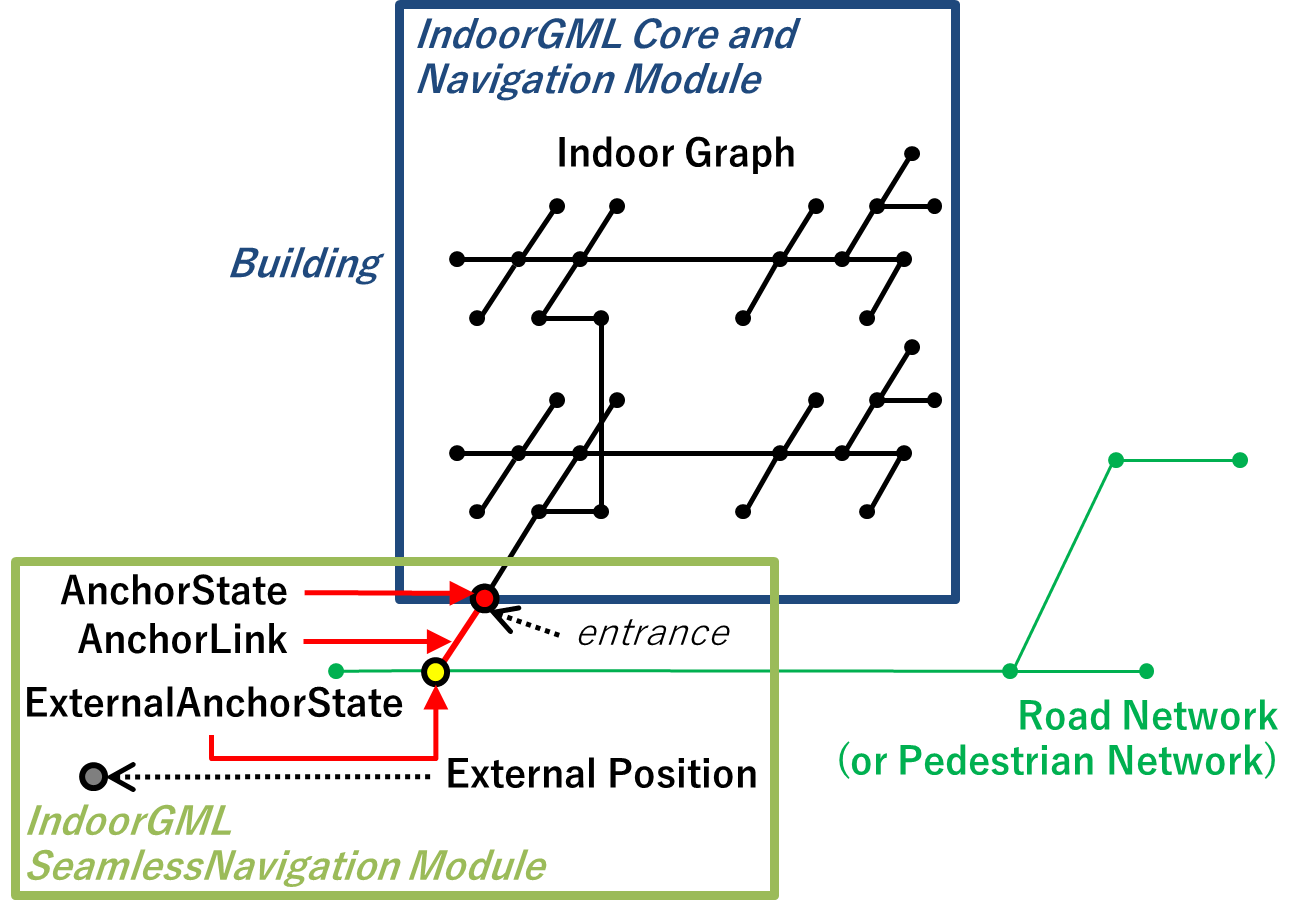 IndoorGML Core and
Navigation Module
Indoor Graph
Building
AnchorState
AnchorLink
entrance
ExternalAnchorState
External Position
IndoorGML
SeamlessNavigation Module
Road Network
(or Pedestrian Network)